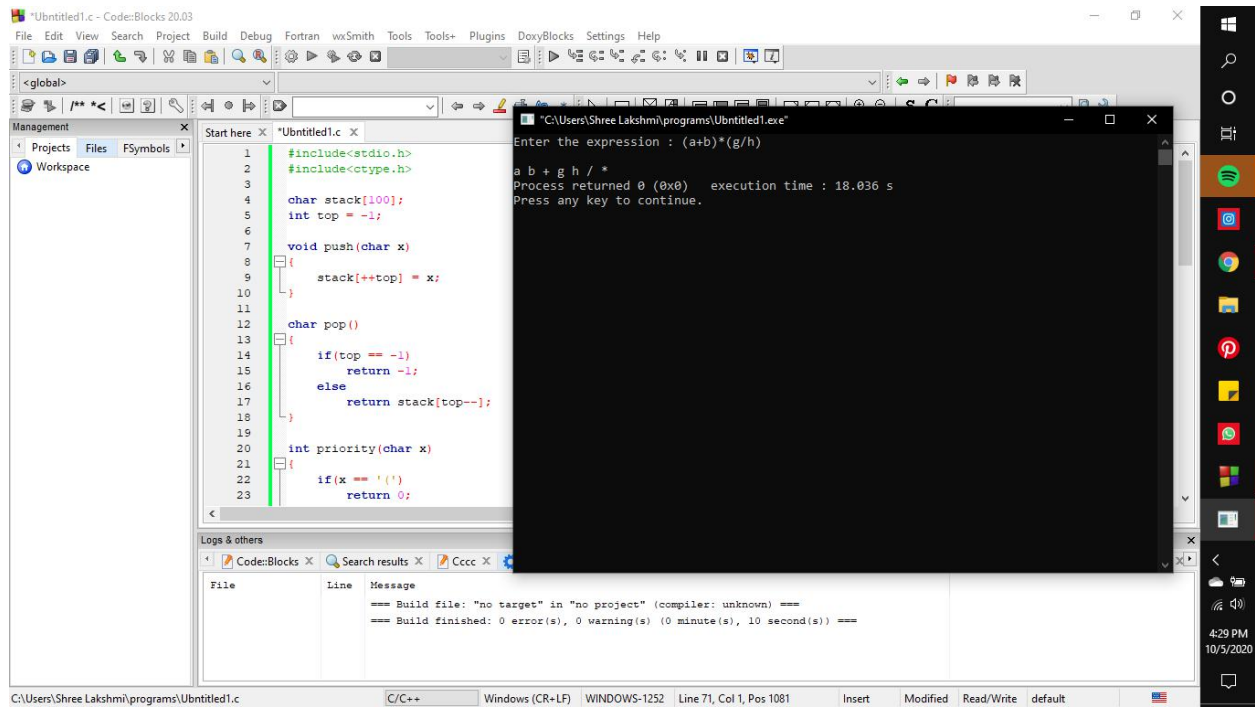 *Ubntitled1.c - Code::Blocks 20.03
File Edit View Search Project Build Debug Fortran wxSmith Tools Tools+ Plugins DoxyBlocks Settings Help
<global>
/** *<
S C
Management
Projects Files FSymbols
Workspace
Start here *Ubntitled1.c
1 #include<stdio.h>
2 #include<ctype.h>
3
4 char stack[100];
5 int top = -1;
6
7 void push(char x)
8 {
9 stack[++top] = x;
10 }
11
12 char pop()
13 {
14 if(top == -1)
15 return -1;
16 else
17 return stack[top--];
18 }
19
20 int priority(char x)
21 {
22 if(x == '(')
23 return 0;
"C:\Users\Shree Lakshmi\programs\Ubntitled1.exe"
Enter the expression : (a+b)*(g/h)
a b + g h / *
Process returned 0 (0x0) execution time : 18.036 s
Press any key to continue.
Logs & others
Code::Blocks Search results Cccc
File Line Message
=== Build file: "no target" in "no project" (compiler: unknown) ===
=== Build finished: 0 error(s), 0 warning(s) (0 minute(s), 10 second(s)) ===
C:\Users\Shree Lakshmi\programs\Ubntitled1.c C/C++ Windows (CR+LF) WINDOWS-1252 Line 71, Col 1, Pos 1081 Insert Modified Read/Write default
4:29 PM
10/5/2020